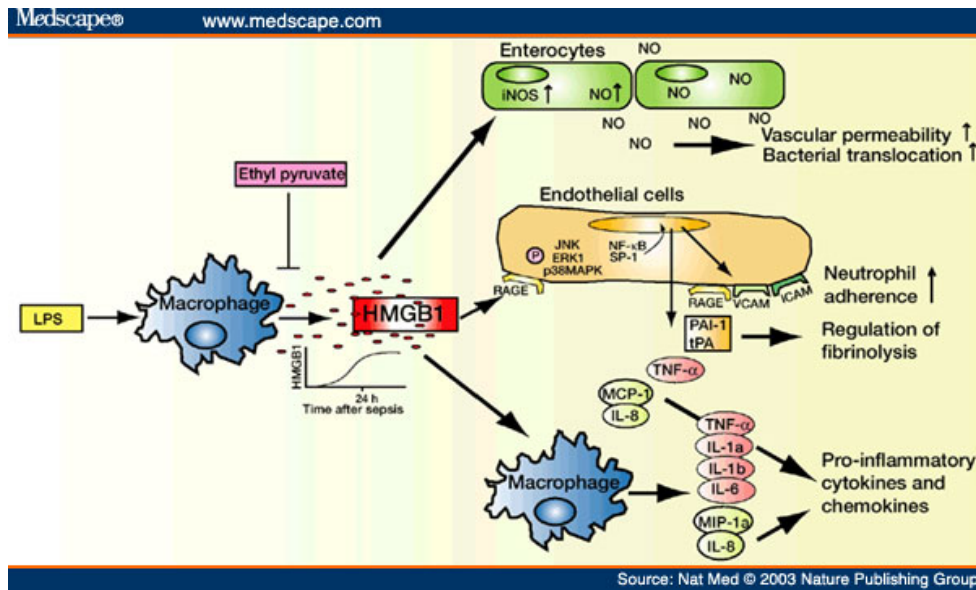 Medscape® www.medscape.com
Enterocytes
NO
iNOS ↑ NO ↑
NO NO
NO NO NO
NO
Vascular permeability ↑
Bacterial translocation ↑
Ethyl pyruvate
Endothelial cells
P
JNK
ERK1
p38MAPK
NF-κB
SP-1
RAGE
RAGE VCAM ICAM
Neutrophil
adherence ↑
LPS
Macrophage
HMGB1
PAI-1
tPA
Regulation of
fibrinolysis
HMGB1
24 h
Time after sepsis
TNF-α
MCP-1
IL-8
TNF-α
IL-1a
IL-1b
IL-6
MIP-1a
IL-8
Macrophage
Pro-inflammatory
cytokines and
chemokines
Source: Nat Med © 2003 Nature Publishing Group